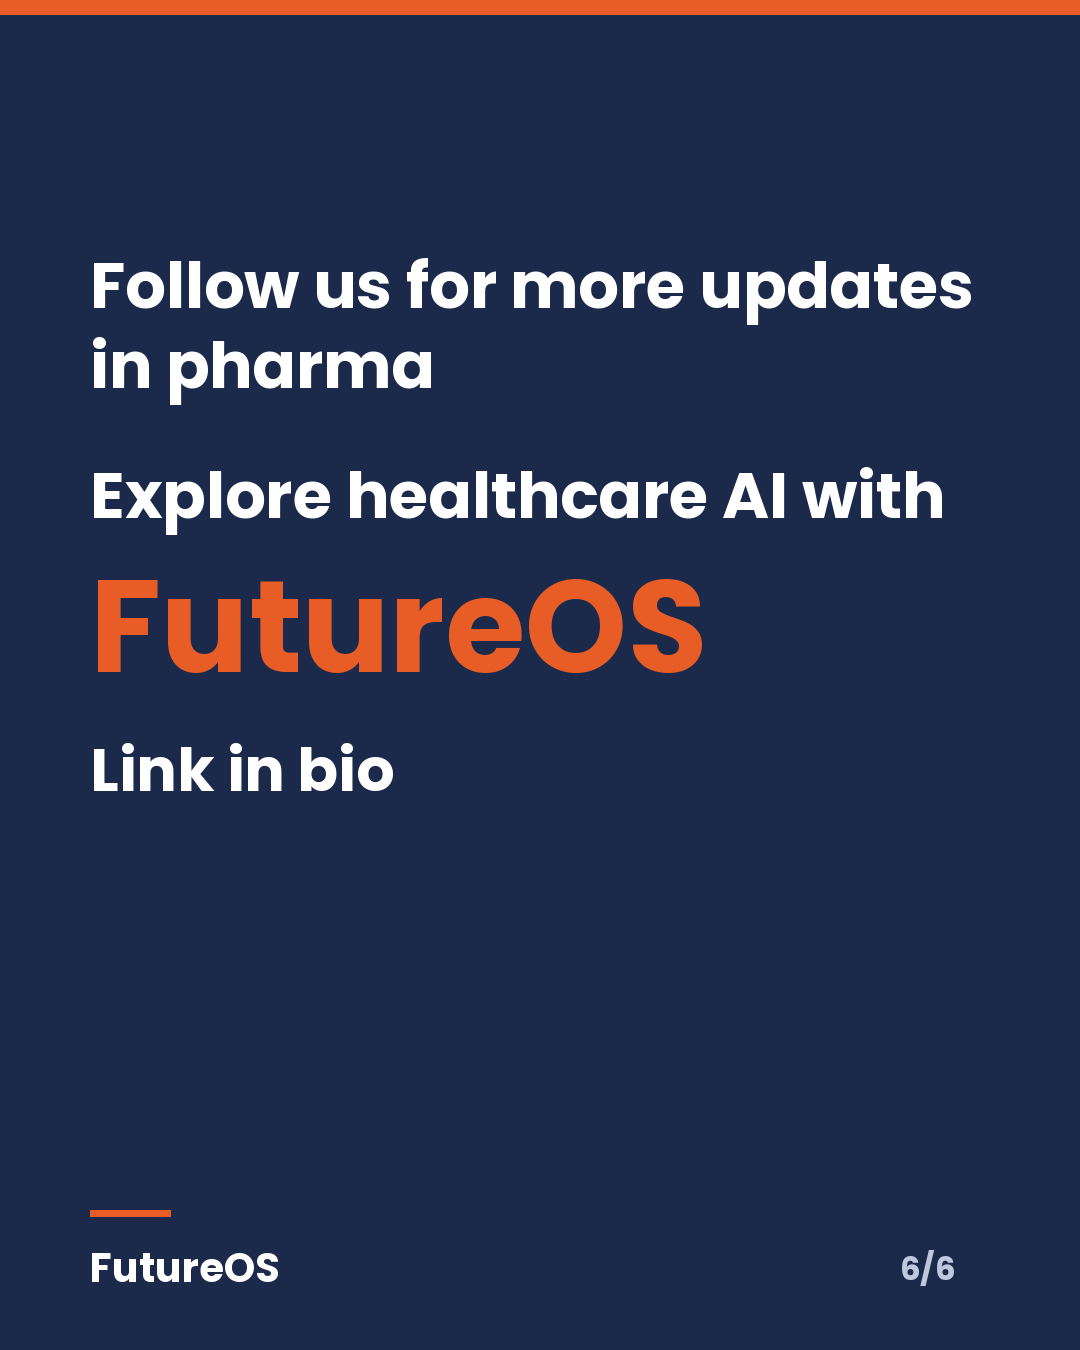 Follow us for more updates
in pharma
Explore healthcare AI with
FutureOS
Link in bio
FutureOS
6/6